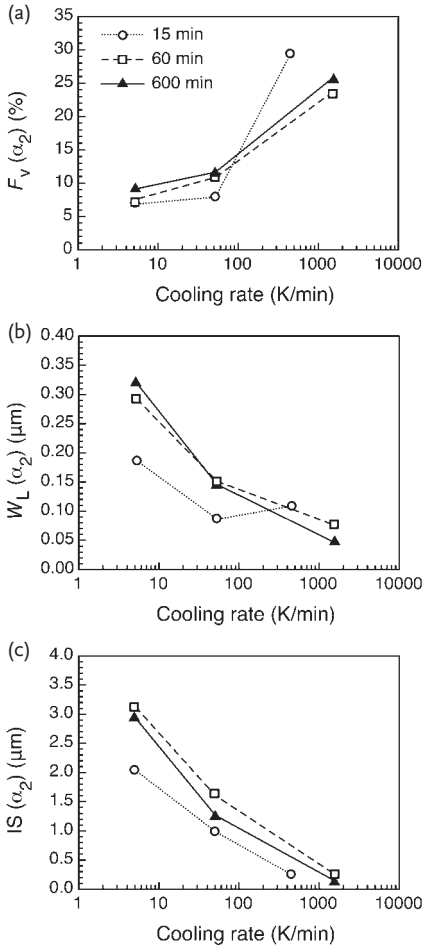 (a)
35
30
25
20
15
10
5
0
15 min
60 min
600 min
Fᵥ (α₂) (%)
1 10 100 1000 10000
Cooling rate (K/min)
(b)
0.40
0.35
0.30
0.25
0.20
0.15
0.10
0.05
0.00
W_L (α₂) (μm)
1 10 100 1000 10000
Cooling rate (K/min)
(c)
4.0
3.5
3.0
2.5
2.0
1.5
1.0
0.5
0.0
IS (α₂) (μm)
1 10 100 1000 10000
Cooling rate (K/min)